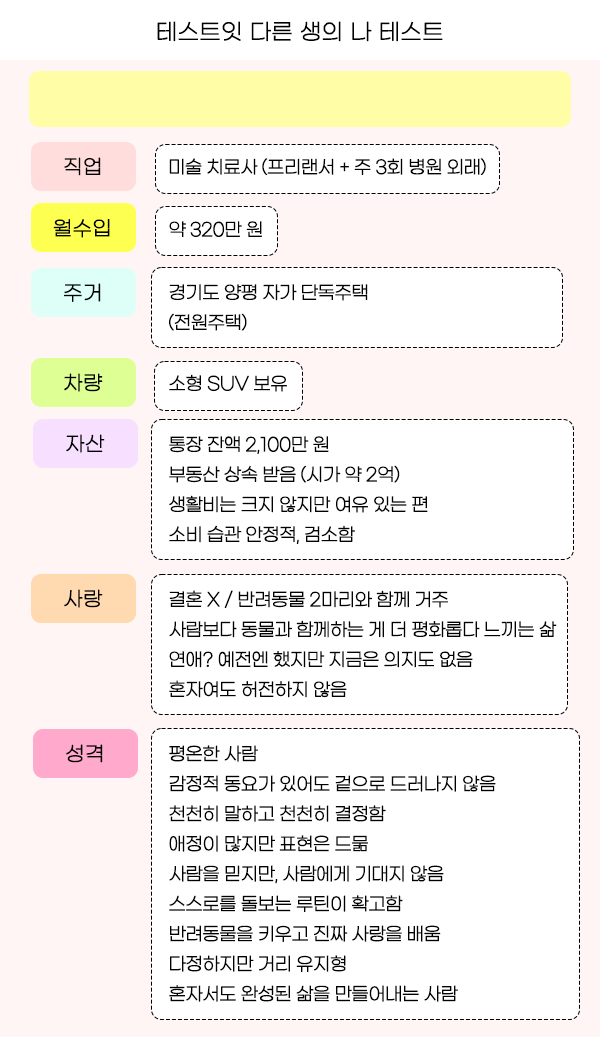 테스트잇 다른 생의 나 테스트
직업
미술 치료사 (프리랜서 + 주 3회 병원 외래)
월수입
약 320만 원
주거
경기도 양평 자가 단독주택
(전원주택)
차량
소형 SUV 보유
자산
통장 잔액 2,100만 원
부동산 상속 받음 (시가 약 2억)
생활비는 크지 않지만 여유 있는 편
소비 습관 안정적, 검소함
사랑
결혼 X / 반려동물 2마리와 함께 거주
사람보다 동물과 함께하는 게 더 평화롭다 느끼는 삶
연애? 예전엔 했지만 지금은 의지도 없음
혼자여도 허전하지 않음
성격
평온한 사람
감정적 동요가 있어도 겉으로 드러나지 않음
천천히 말하고 천천히 결정함
애정이 많지만 표현은 드묾
사람을 믿지만, 사람에게 기대지 않음
스스로를 돌보는 루틴이 확고함
반려동물을 키우고 진짜 사랑을 배움
다정하지만 거리 유지형
혼자서도 완성된 삶을 만들어내는 사람